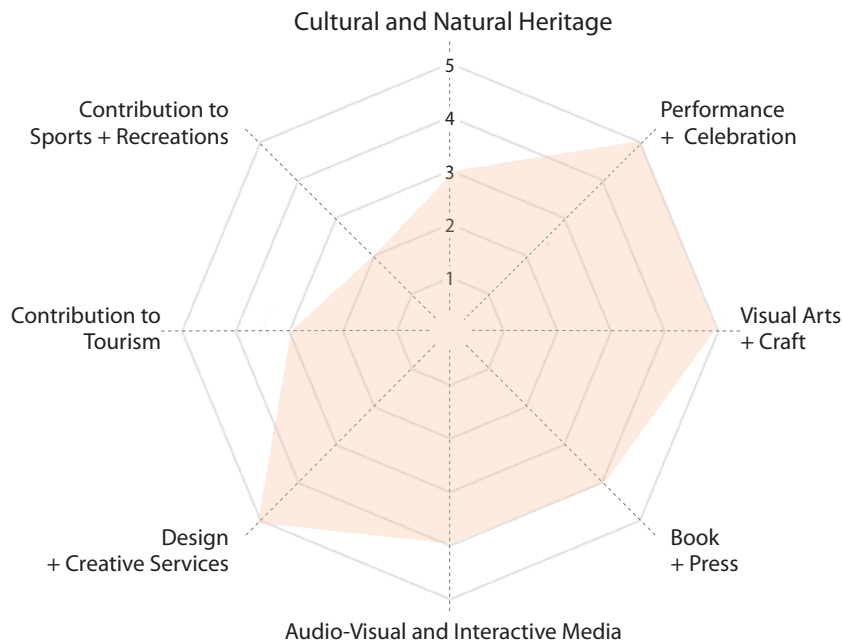 Cultural and Natural Heritage
5
4
3
2
1
Performance
+ Celebration
Visual Arts
+ Craft
Book
+ Press
Audio-Visual and Interactive Media
Design
+ Creative Services
Contribution to
Tourism
Contribution to
Sports + Recreations